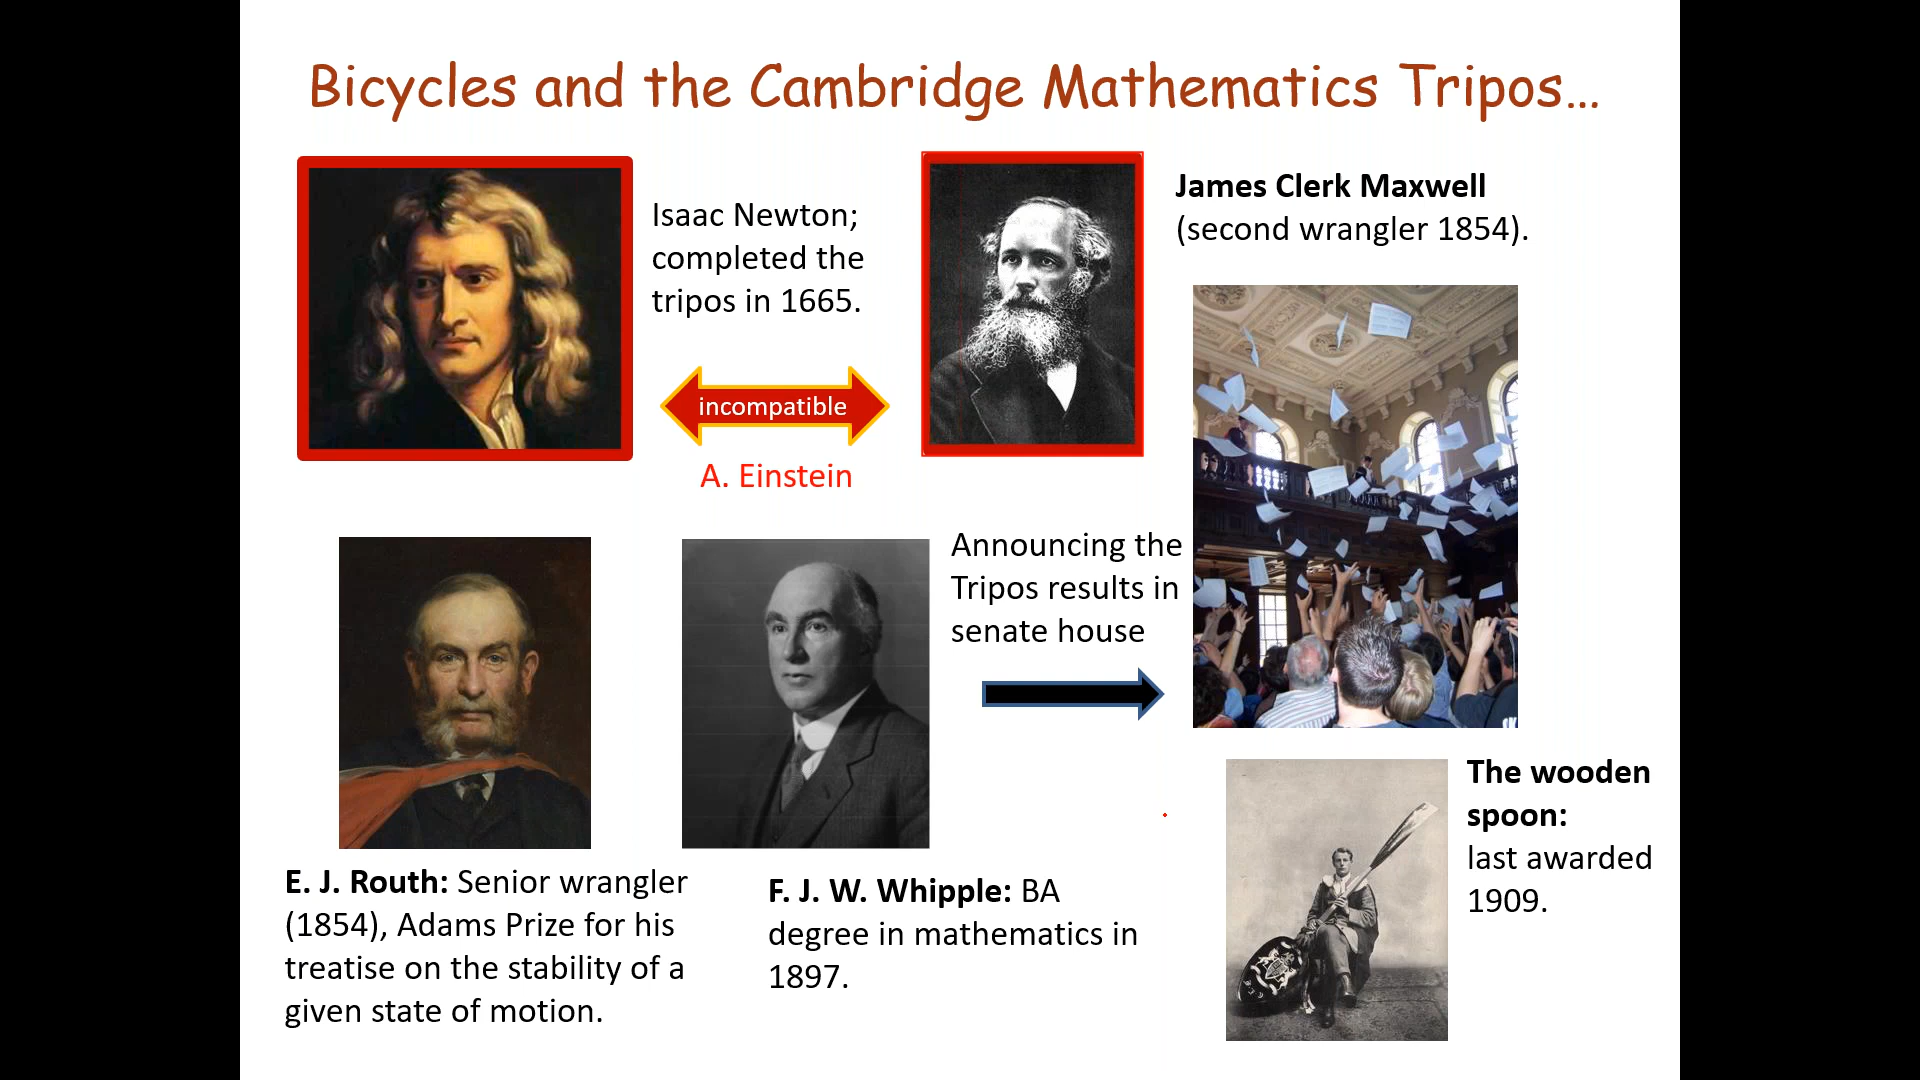 Bicycles and the Cambridge Mathematics Tripos...
Isaac Newton;
completed the
tripos in 1665.
incompatible
A. Einstein
James Clerk Maxwell
(second wrangler 1854).
Announcing the
Tripos results in
senate house
E. J. Routh: Senior wrangler
(1854), Adams Prize for his
treatise on the stability of a
given state of motion.
F. J. W. Whipple: BA
degree in mathematics in
1897.
The wooden
spoon:
last awarded
1909.